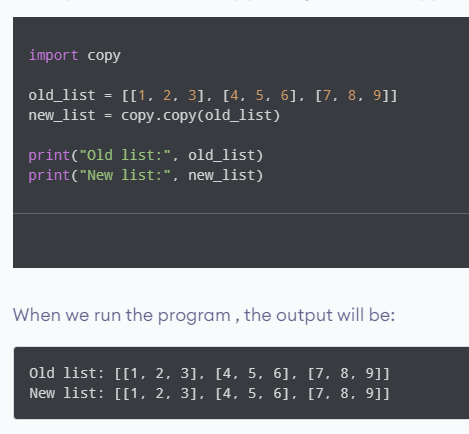 import copy
old_list = [[1, 2, 3], [4, 5, 6], [7, 8, 9]]
new_list = copy.copy(old_list)
print("Old list:", old_list)
print("New list:", new_list)
When we run the program , the output will be:
Old list: [[1, 2, 3], [4, 5, 6], [7, 8, 9]]
New list: [[1, 2, 3], [4, 5, 6], [7, 8, 9]]